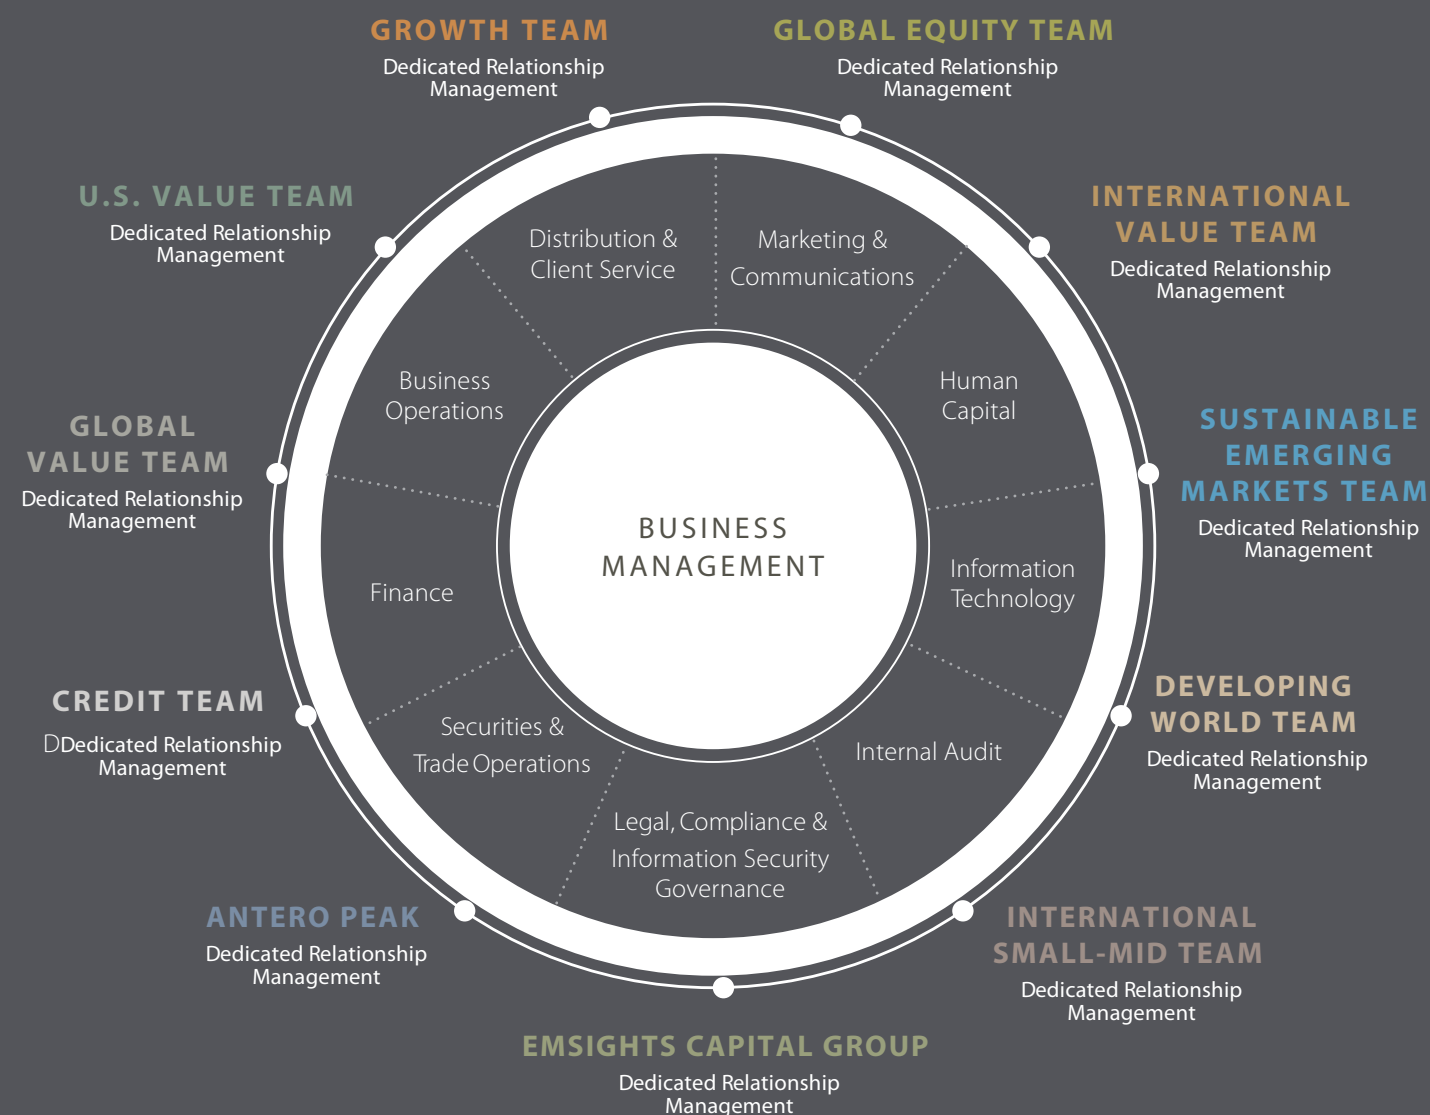 GROWTH TEAM
Dedicated Relationship
Management
GLOBAL EQUITY TEAM
Dedicated Relationship
Management
U.S. VALUE TEAM
Dedicated Relationship
Management
INTERNATIONAL
VALUE TEAM
Dedicated Relationship
Management
Distribution &
Client Service
Marketing &
Communications
Business
Operations
Human
Capital
GLOBAL
VALUE TEAM
Dedicated Relationship
Management
SUSTAINABLE
EMERGING
MARKETS TEAM
Dedicated Relationship
Management
BUSINESS
MANAGEMENT
Finance
Information
Technology
CREDIT TEAM
DDedicated Relationship
Management
DEVELOPING
WORLD TEAM
Dedicated Relationship
Management
Securities &
Trade Operations
Internal Audit
Legal, Compliance &
Information Security
Governance
ANTERO PEAK
Dedicated Relationship
Management
INTERNATIONAL
SMALL-MID TEAM
Dedicated Relationship
Management
EMSIGHTS CAPITAL GROUP
Dedicated Relationship
Management